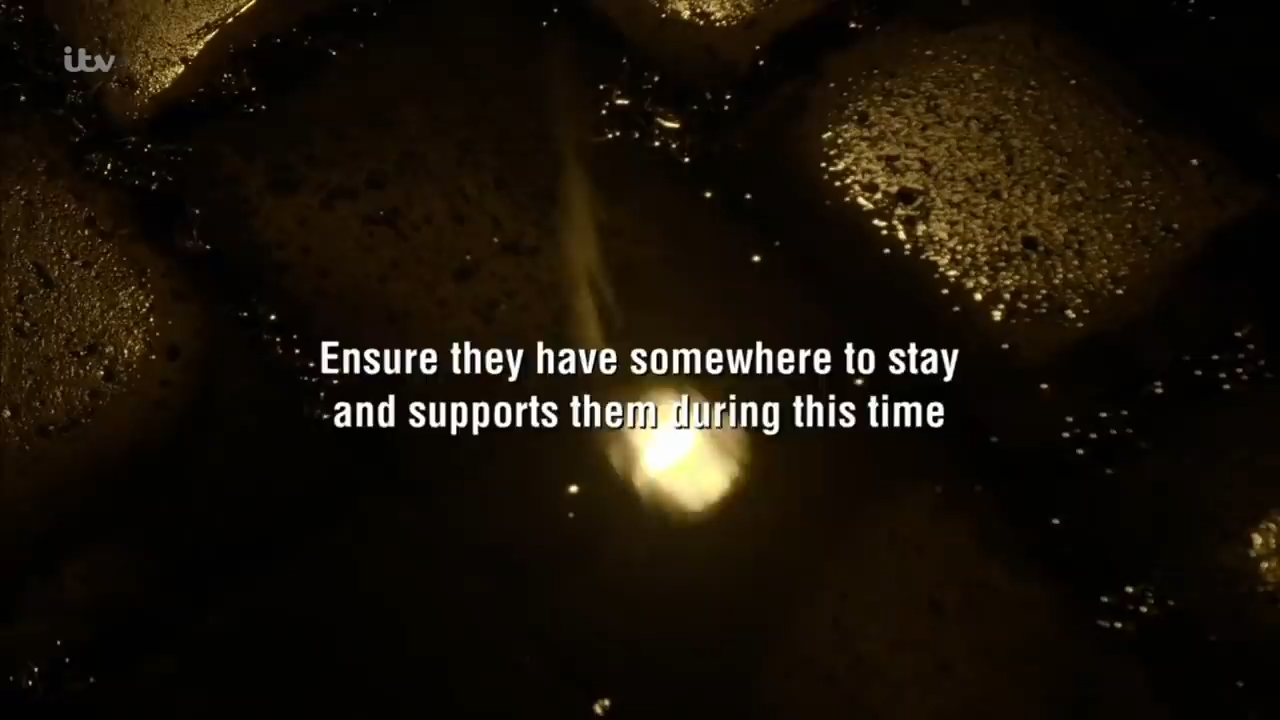 itv
Ensure they have somewhere to stay
and supports them during this time